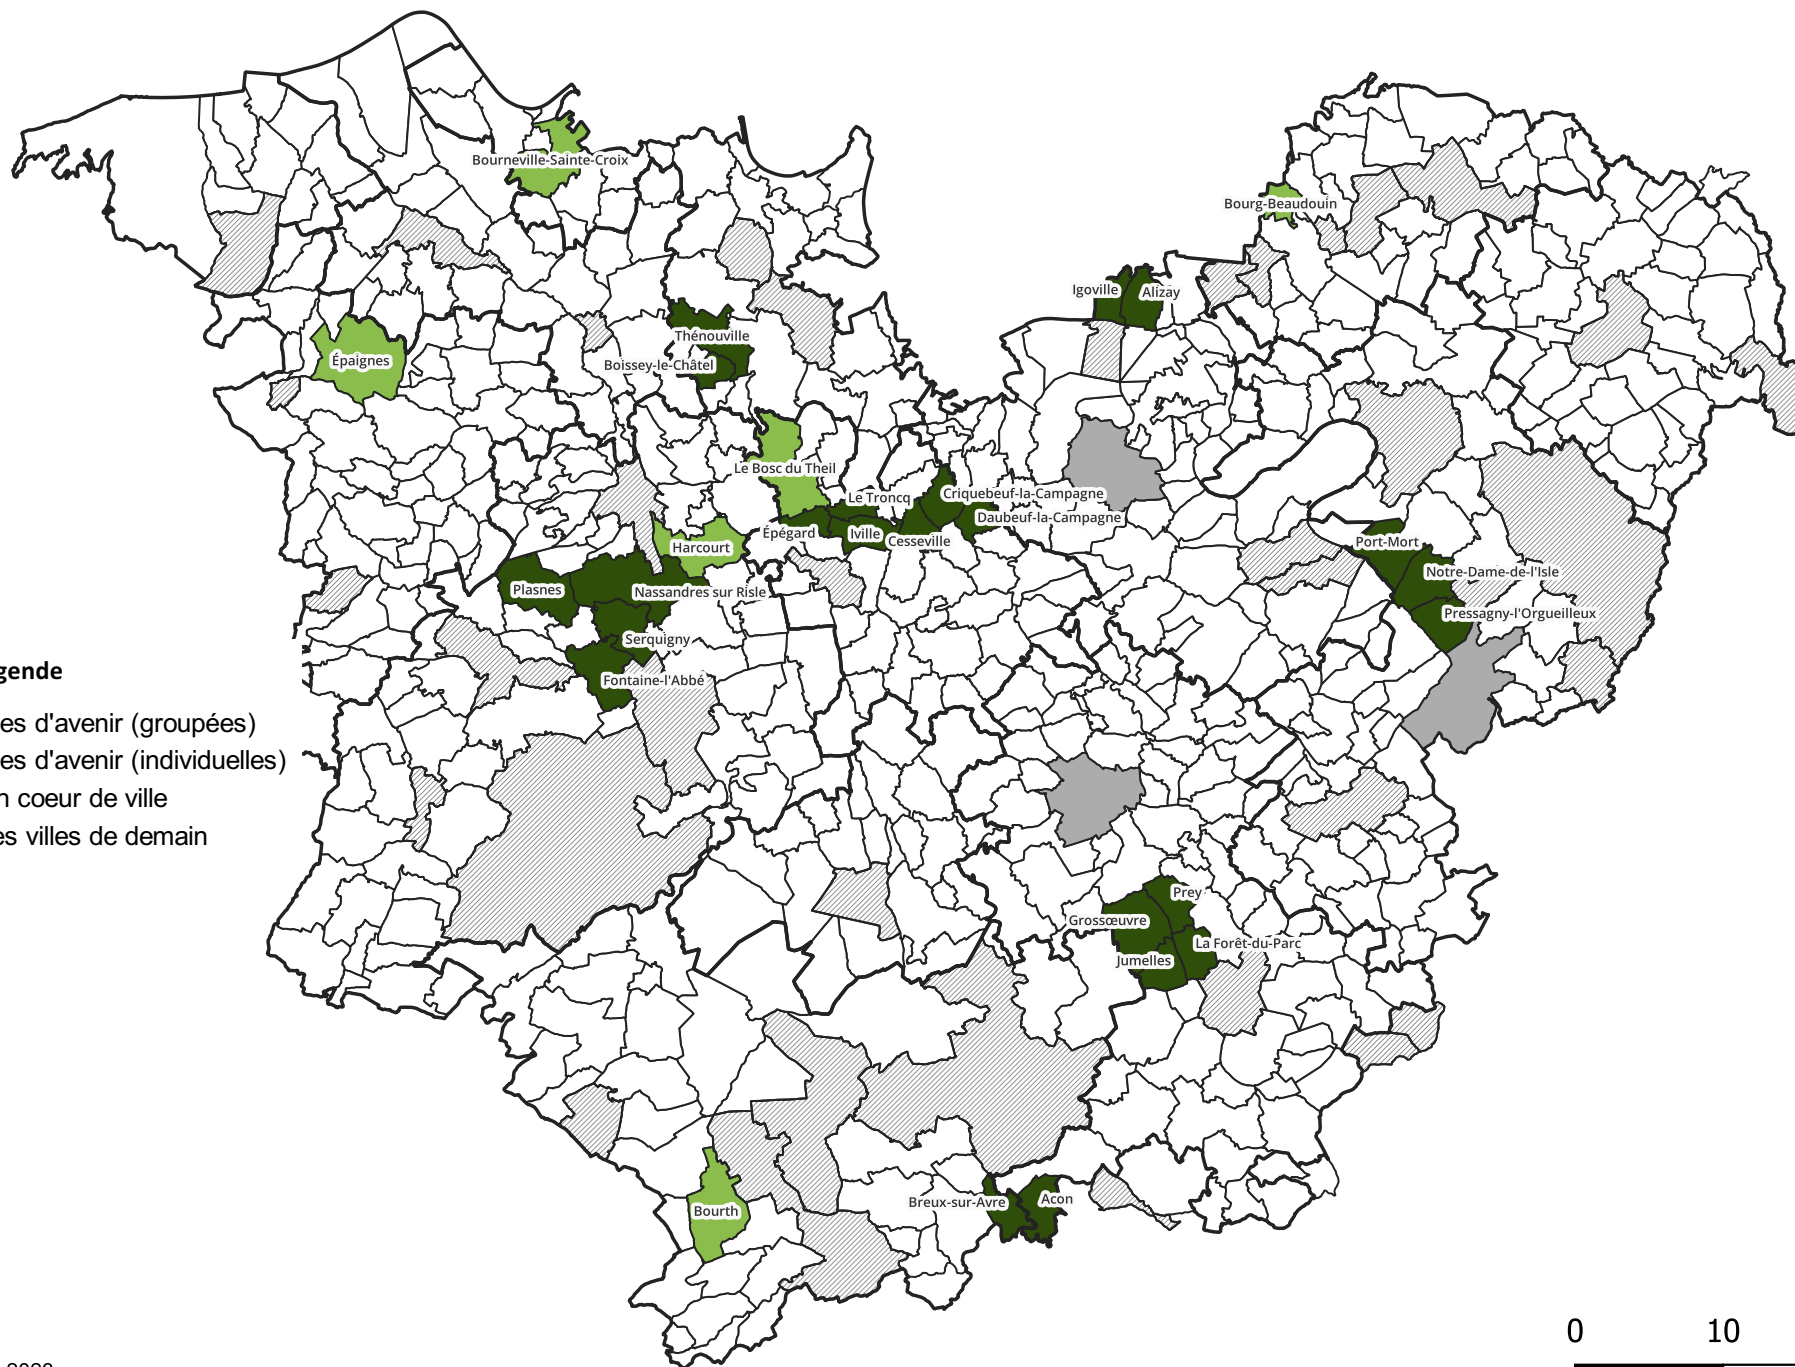 Bourneville-Sainte-Croix
Bourg-Beaudouin
Igoville
Alizay
Thénouville
Épaignes
Boissey-le-Châtel
Le Bosc du Theil
Le Troncq
Criquebeuf-la-Campagne
Daubeuf-la-Campagne
Épégard
Iville
Cesseville
Port-Mort
Harcourt
Notre-Dame-de-l'Isle
Plasnes
Nassandres sur Risle
Pressagny-l'Orgueilleux
Serquigny
Fontaine-l'Abbé
gende
es d'avenir (groupées)
es d'avenir (individuelles)
n coeur de ville
es villes de demain
Prey
Grossœuvre
La Forêt-du-Parc
Jumelles
Breux-sur-Avre
Acon
Bourth
0 10